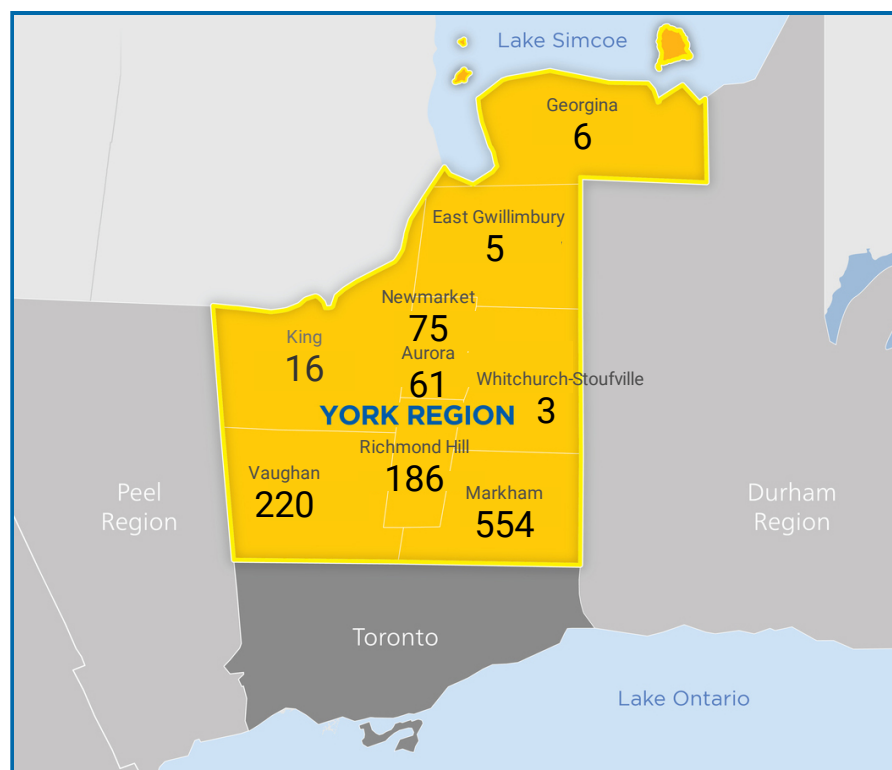 Lake Simcoe
Georgina
6
East Gwillimbury
5
Newmarket
75
King
16
Aurora
61
Whitchurch-Stoufville
3
YORK REGION
Richmond Hill
186
Vaughan
220
Markham
554
Peel
Region
Durham
Region
Toronto
Lake Ontario